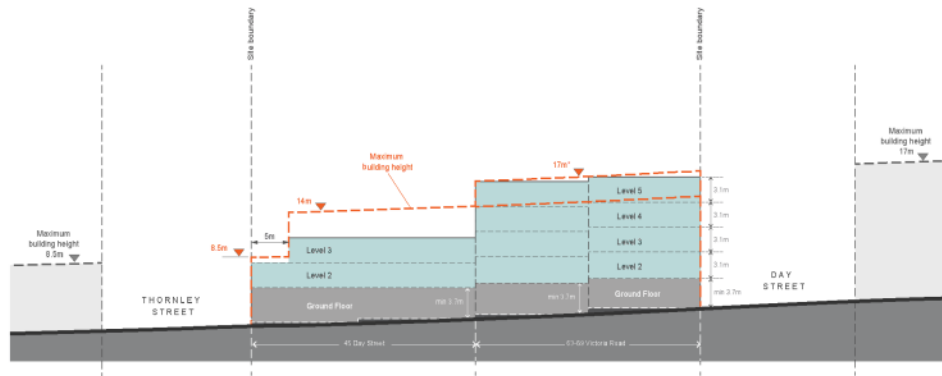 Site boundary
Site boundary
Maximum
building height
17m
Maximum
building height
17m*
14m
Maximum
building height
8.5m
8.5m
5m
Level 5
3.1m
Level 4
3.1m
Level 3
3.1m
Level 3
Level 2
3.1m
Level 2
Ground Floor
min 3.7m
min 3.7m
Ground Floor
min 3.7m
THORNLEY
STREET
DAY
STREET
Day Street
Victoria Road